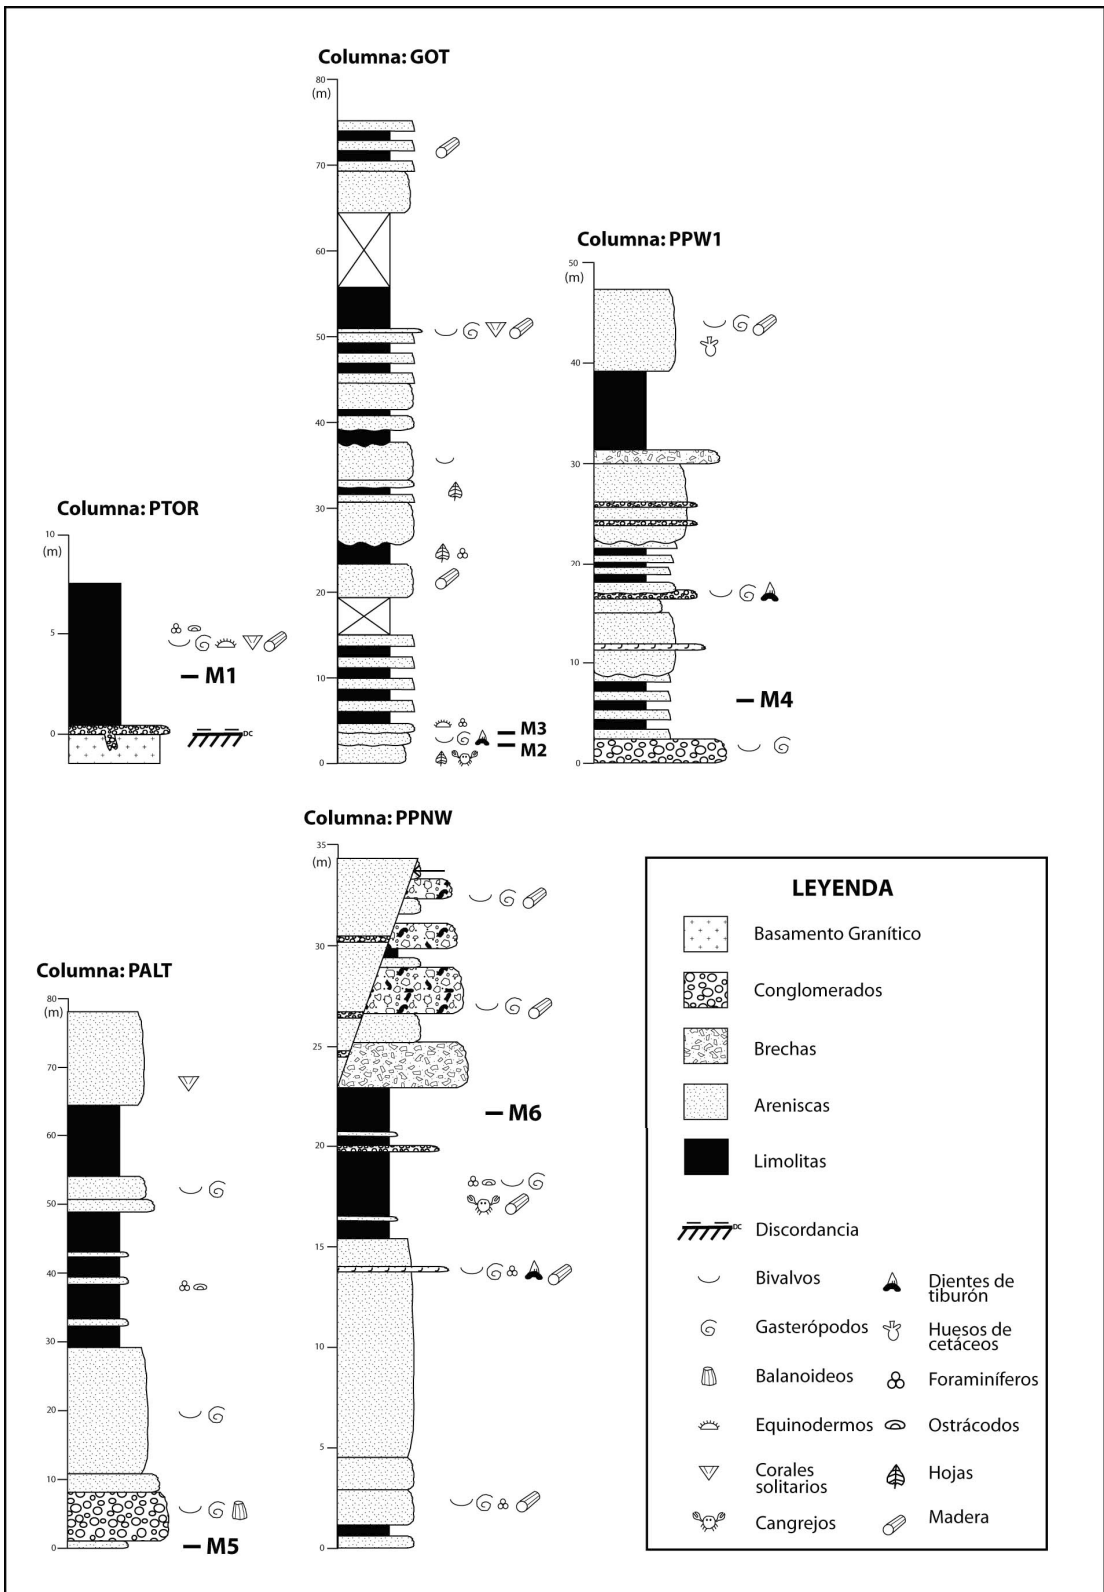 Columna: GOT
80
(m)
70
60
50
40
30
20
10
0
M3
M2
Columna: PPW1
50
(m)
40
30
20
10
0
M4
Columna: PTOR
10
(m)
5
0
M1
DC
Columna: PPNW
35
(m)
30
25
20
15
10
5
0
M6
Columna: PALT
80
(m)
70
60
50
40
30
20
10
0
M5
LEYENDA
Basamento Granítico
Conglomerados
Brechas
Areniscas
Limolitas
DC
Discordancia
Bivalvos
Dientes de
tiburón
Gasterópodos
Huesos de
cetáceos
Balanoideos
Foraminíferos
Equinodermos
Ostrácodos
Corales
solitarios
Hojas
Cangrejos
Madera